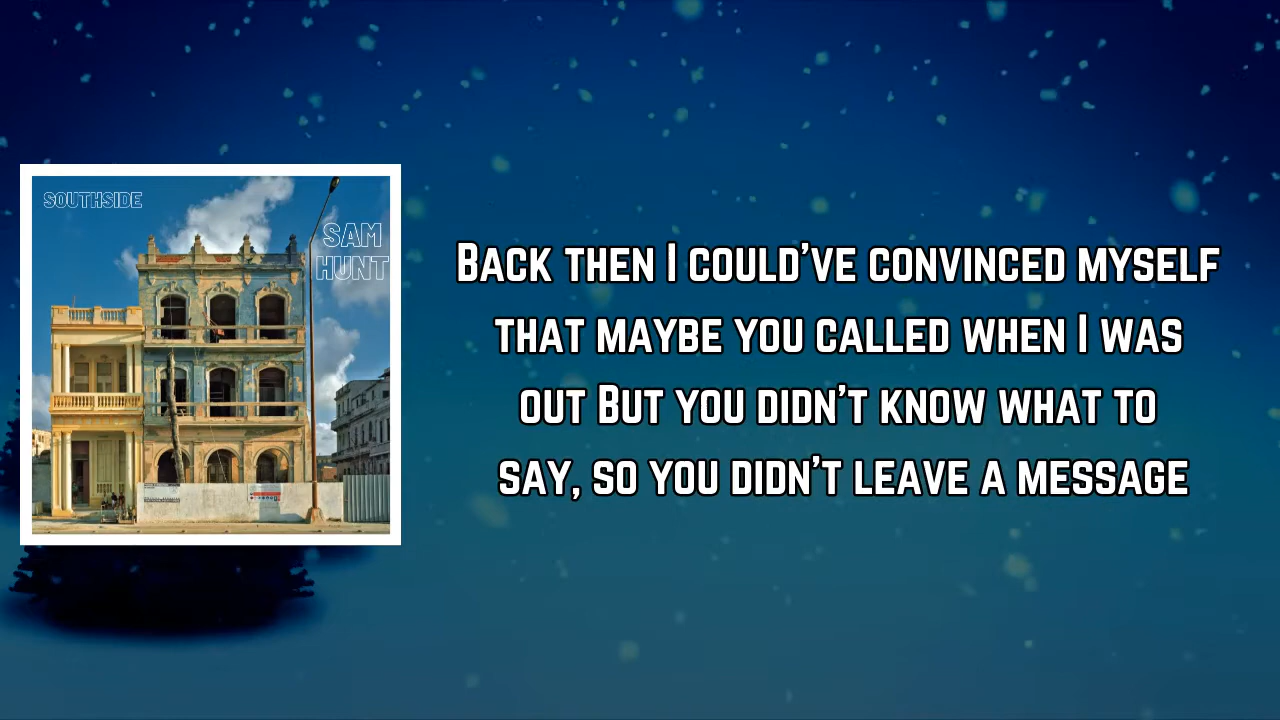 SOUTHSIDE
SAM
HUNT
BACK THEN I COULD'VE CONVINCED MYSELF
THAT MAYBE YOU CALLED WHEN I WAS
OUT BUT YOU DIDN'T KNOW WHAT TO
SAY, SO YOU DIDN'T LEAVE A MESSAGE